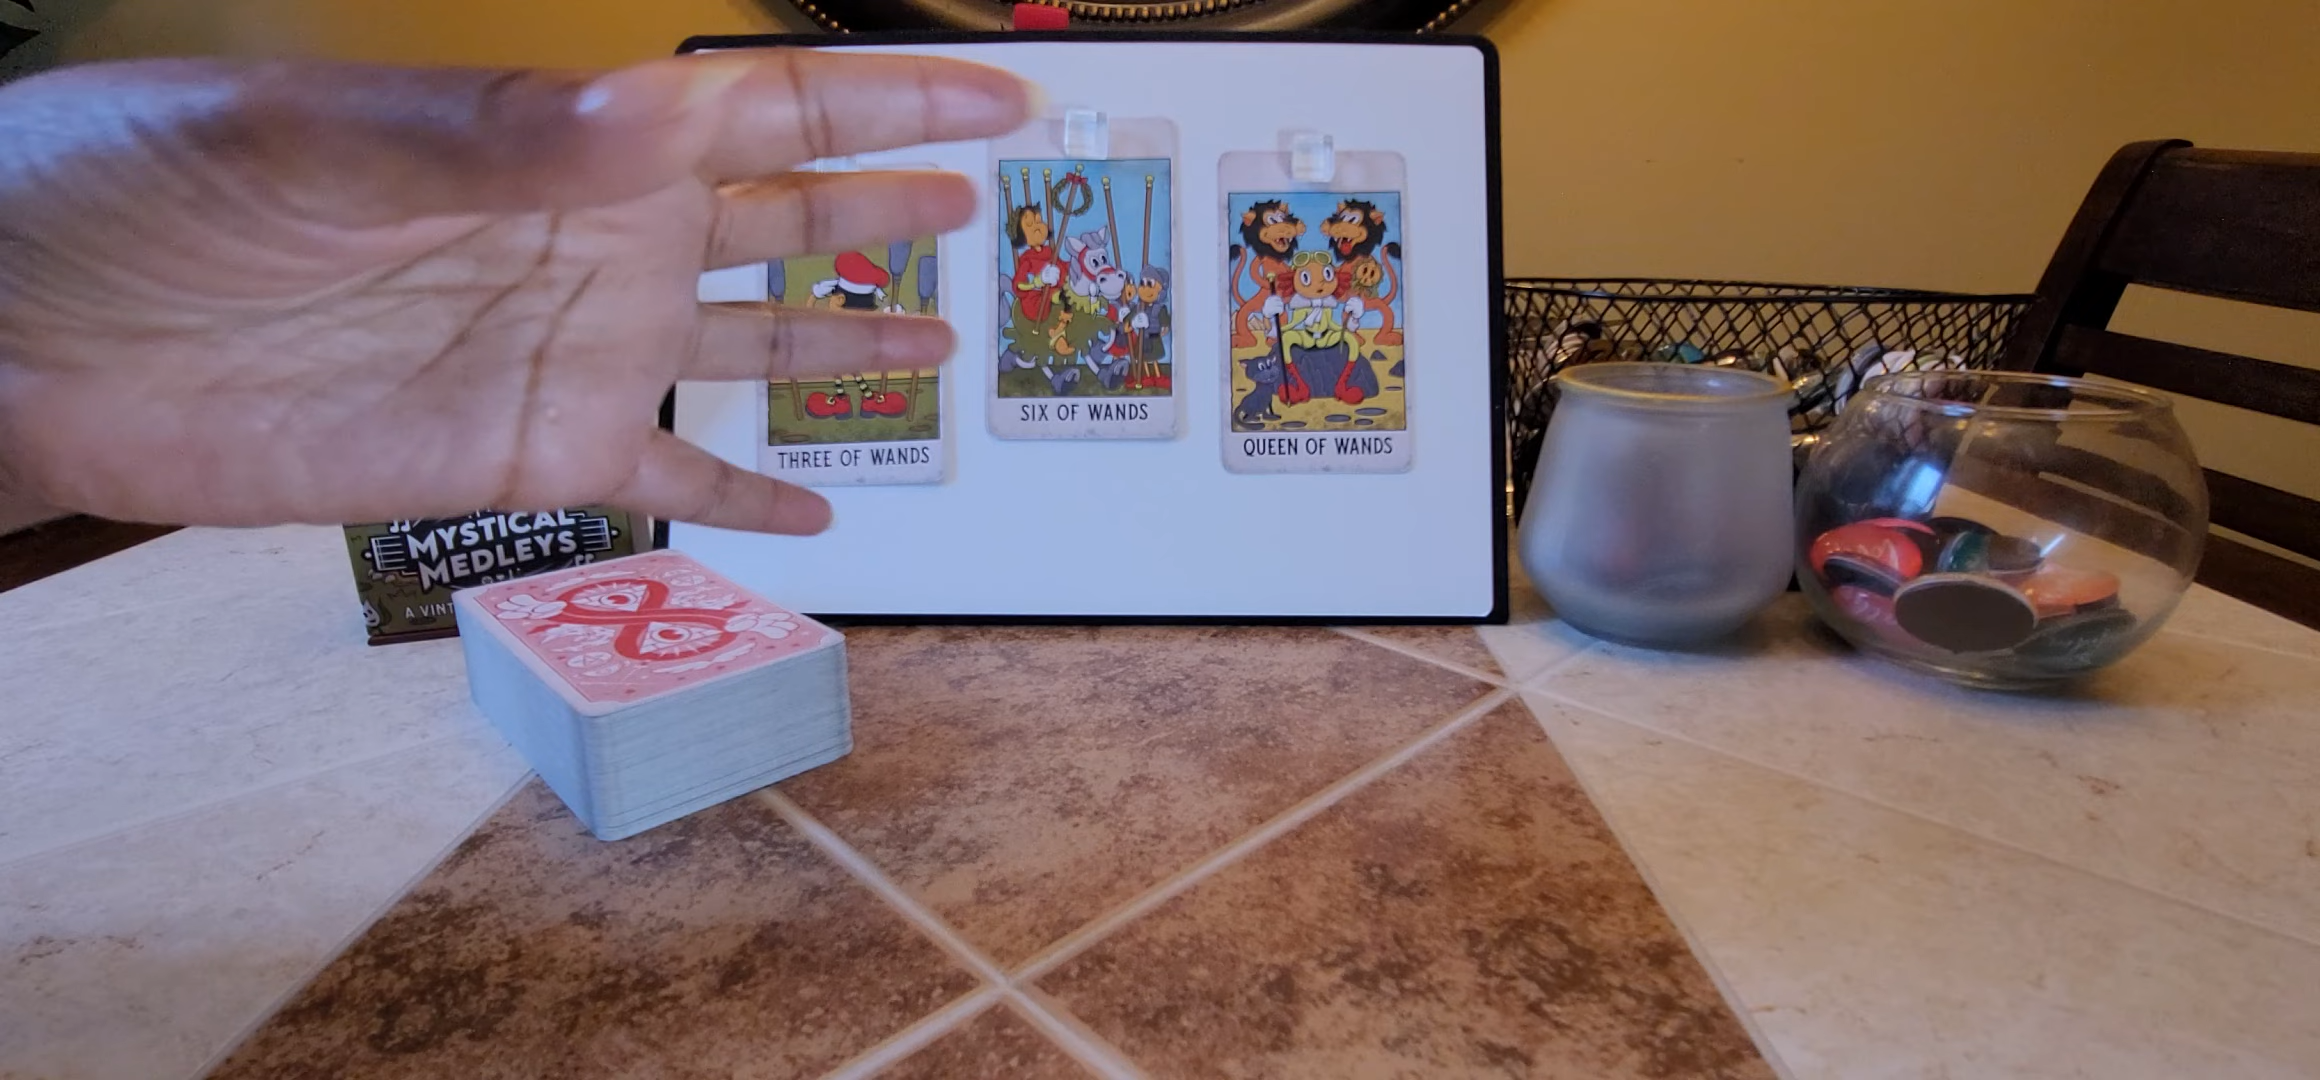 SIX OF WANDS
QUEEN OF WANDS
THREE OF WANDS
MYSTICAL
MEDLEYS
A VINT